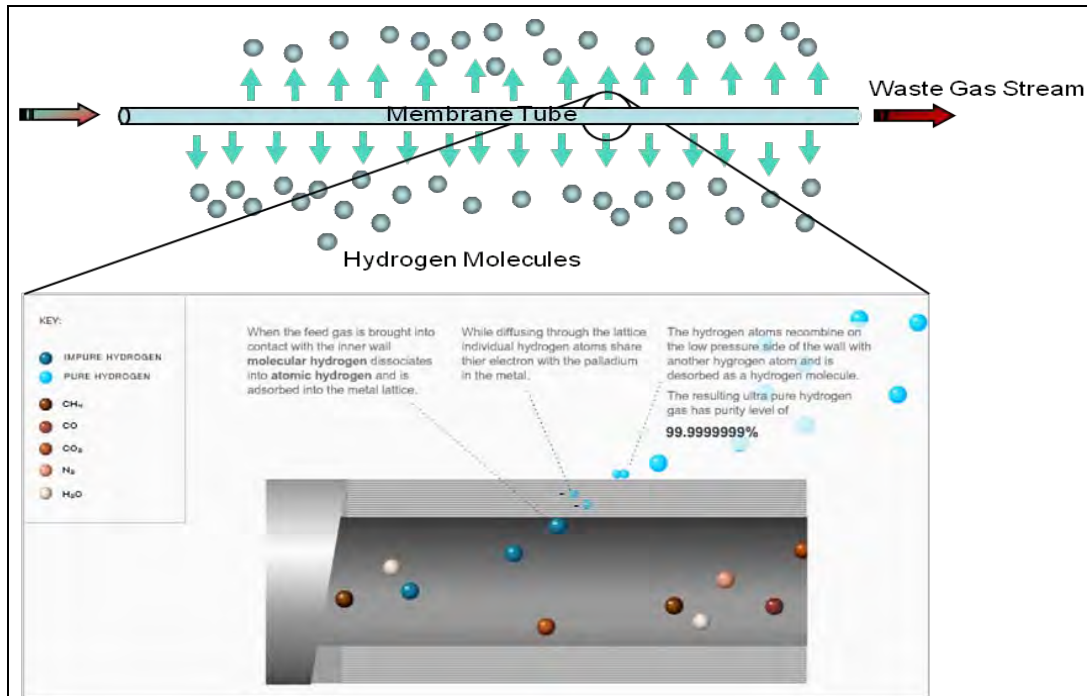 Waste Gas Stream
Membrane Tube
Hydrogen Molecules
KEY:
IMPURE HYDROGEN
PURE HYDROGEN
CH₄
CO
CO₂
N₂
H₂O
When the feed gas is brought into
contact with the inner wall
molecular hydrogen dissociates
into atomic hydrogen and is
adsorbed into the metal lattice.
While diffusing through the lattice
individual hydrogen atoms share
thier electron with the palladium
in the metal.
The hydrogen atoms recombine on
the low pressure side of the wall with
another hygrogen atom and is
desorbed as a hydrogen molecule.
The resulting ultra pure hydrogen
gas has purity level of
99.9999999%